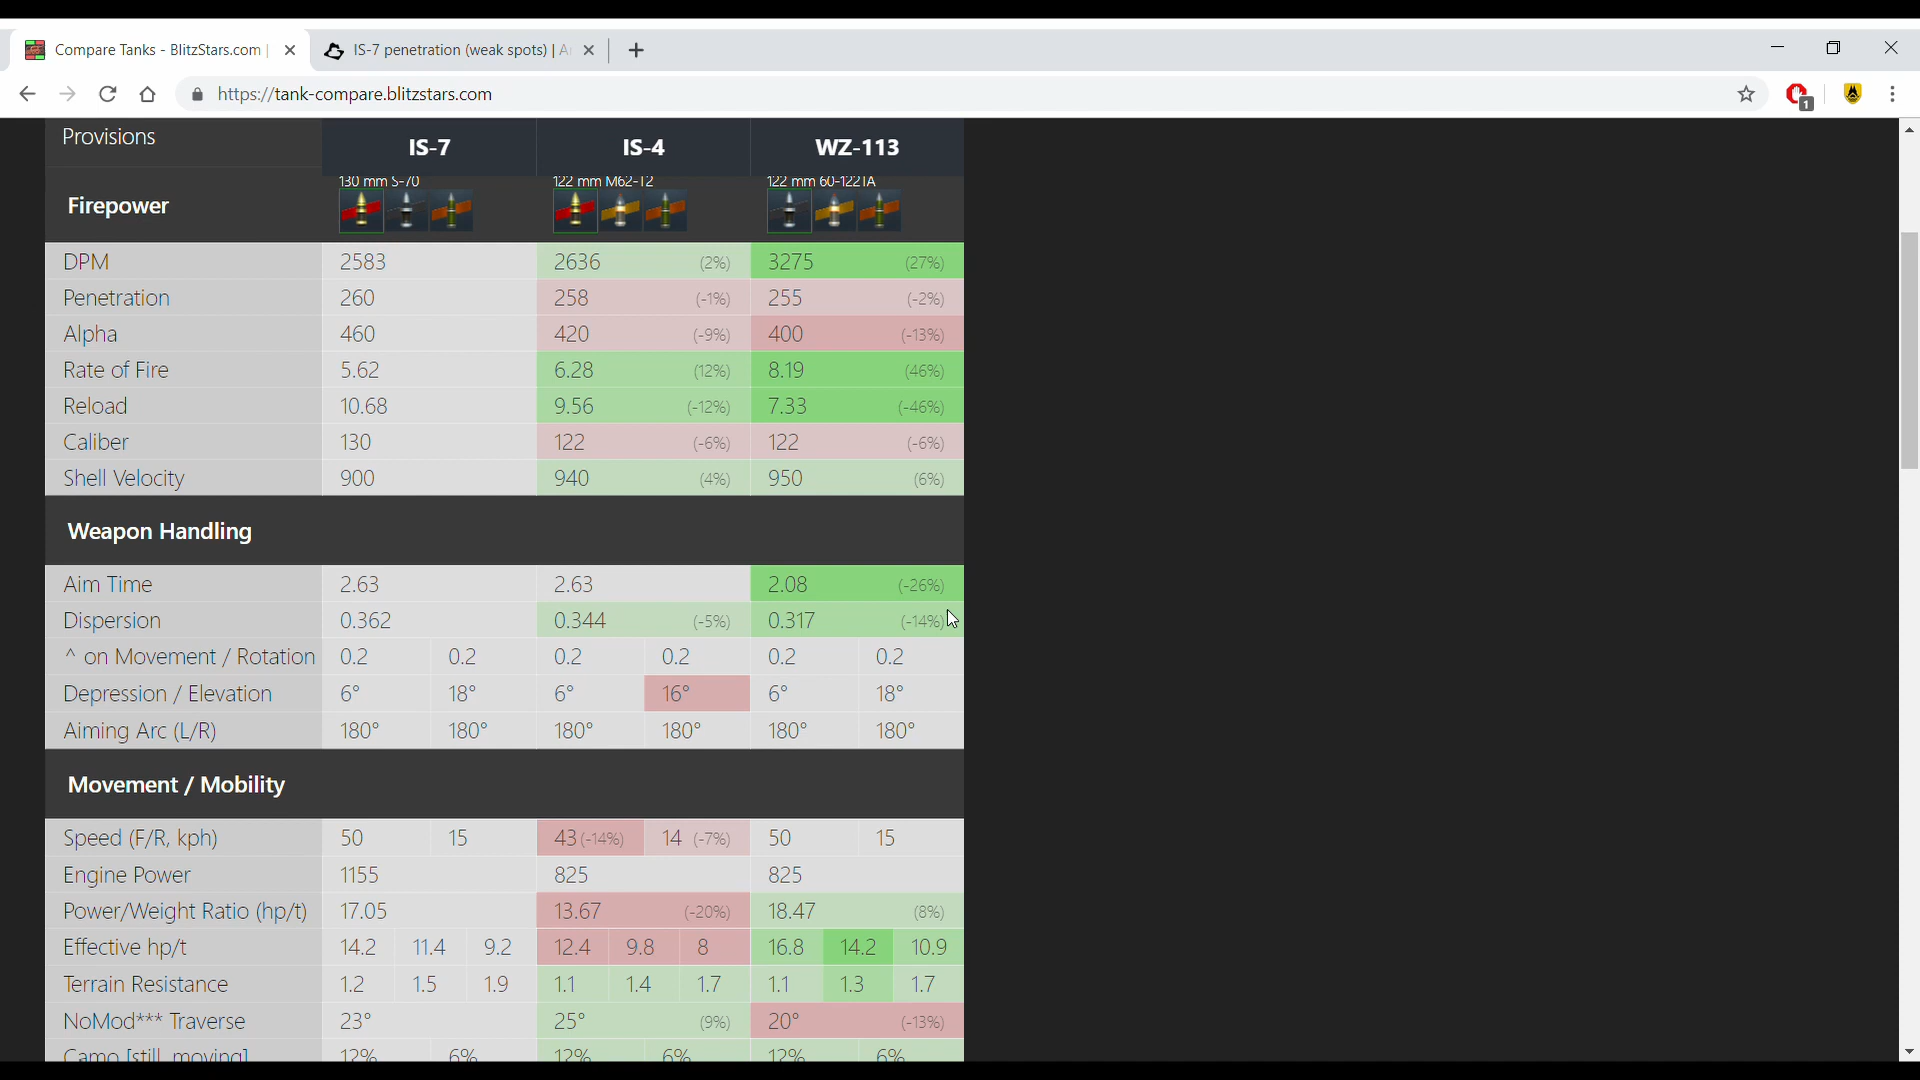 Compare Tanks - BlitzStars.com |
IS-7 penetration (weak spots) | A
https://tank-compare.blitzstars.com
1
Provisions
IS-7 IS-4 WZ-113
130 mm S-70 122 mm M62-T2 122 mm 60-122TA
Firepower
DPM 2583 2636 (2%) 3275 (27%)
Penetration 260 258 (-1%) 255 (-2%)
Alpha 460 420 (-9%) 400 (-13%)
Rate of Fire 5.62 6.28 (12%) 8.19 (46%)
Reload 10.68 9.56 (-12%) 7.33 (-46%)
Caliber 130 122 (-6%) 122 (-6%)
Shell Velocity 900 940 (4%) 950 (6%)
Weapon Handling
Aim Time 2.63 2.63 2.08 (-26%)
Dispersion 0.362 0.344 (-5%) 0.317 (-14%)
^ on Movement / Rotation 0.2 0.2 0.2 0.2 0.2 0.2
Depression / Elevation 6° 18° 6° 16° 6° 18°
Aiming Arc (L/R) 180° 180° 180° 180° 180° 180°
Movement / Mobility
Speed (F/R, kph) 50 15 43 (-14%) 14 (-7%) 50 15
Engine Power 1155 825 825
Power/Weight Ratio (hp/t) 17.05 13.67 (-20%) 18.47 (8%)
Effective hp/t 14.2 11.4 9.2 12.4 9.8 8 16.8 14.2 10.9
Terrain Resistance 1.2 1.5 1.9 1.1 1.4 1.7 1.1 1.3 1.7
NoMod*** Traverse 23° 25° (9%) 20° (-13%)
Camo [still, moving] 12% 6% 12% 6% 12% 6%